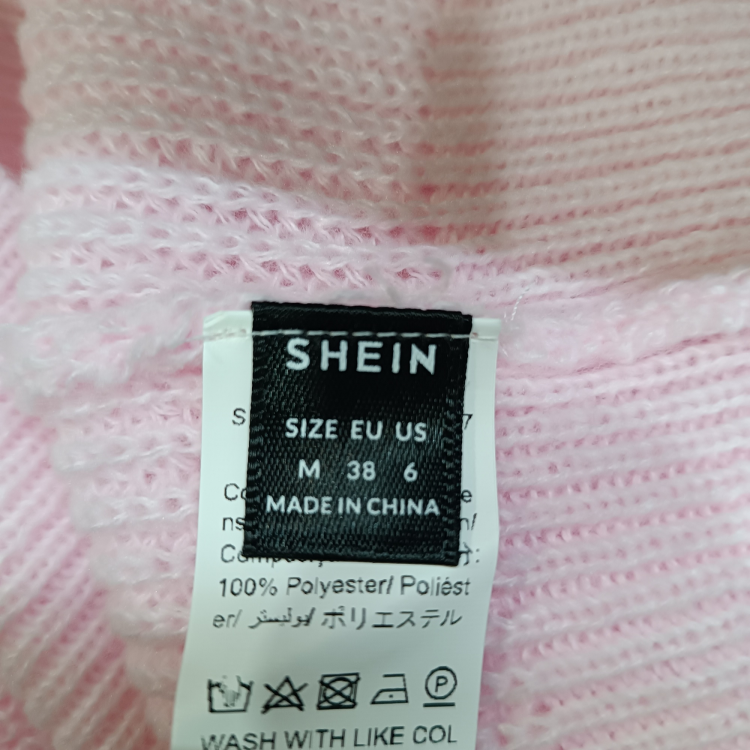 SHEIN
SIZE EU US
M 38 6
MADE IN CHINA
100% Polyester/ Poliést
er/ بوليستر/ ポリエステル
P
WASH WITH LIKE COL